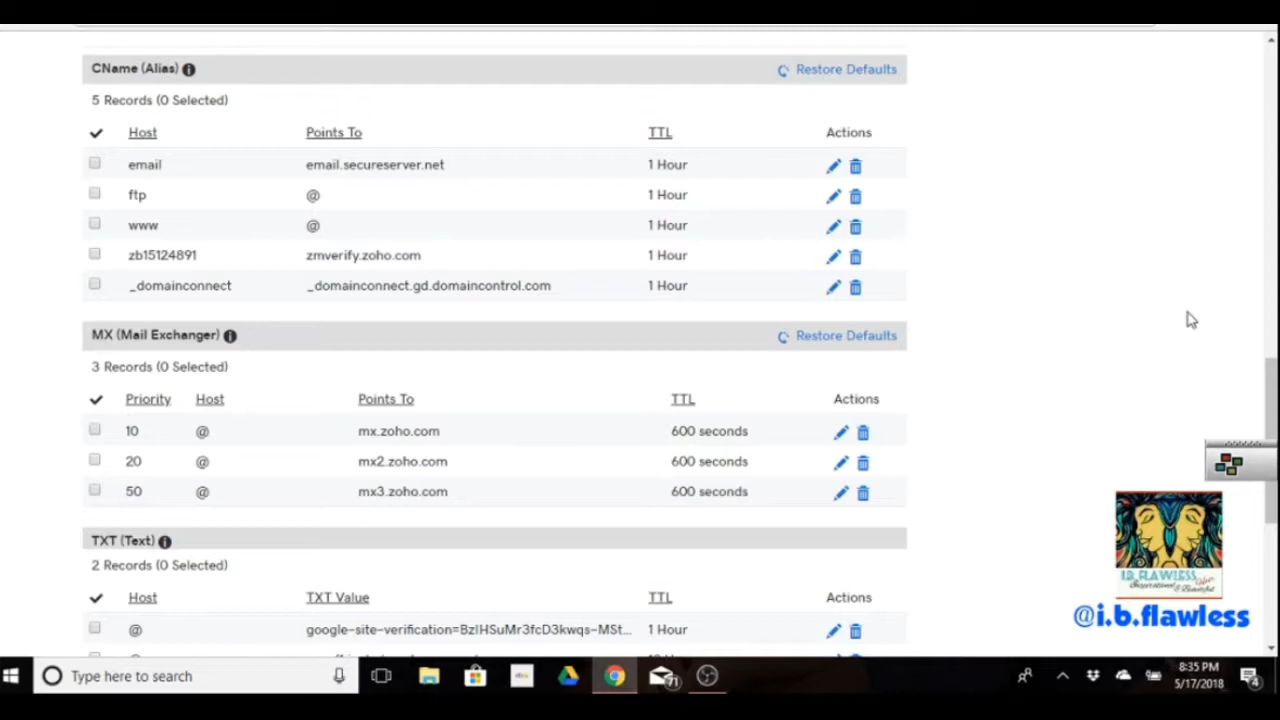 CName (Alias)
Restore Defaults
5 Records (0 Selected)
Host Points To TTL Actions
email email.secureserver.net 1 Hour
ftp @ 1 Hour
www @ 1 Hour
zb15124891 zmverify.zoho.com 1 Hour
_domainconnect _domainconnect.gd.domaincontrol.com 1 Hour
MX (Mail Exchanger)
Restore Defaults
3 Records (0 Selected)
Priority Host Points To TTL Actions
10 @ mx.zoho.com 600 seconds
20 @ mx2.zoho.com 600 seconds
50 @ mx3.zoho.com 600 seconds
TXT (Text)
2 Records (0 Selected)
Host TXT Value TTL Actions
@ google-site-verification=BzIHSuMr3fcD3kwqs-MSt... 1 Hour
I.B. FLAWLESS
Inspirational & Beautiful
@i.b.flawless
Type here to search
71
8:35 PM
5/17/2018
4